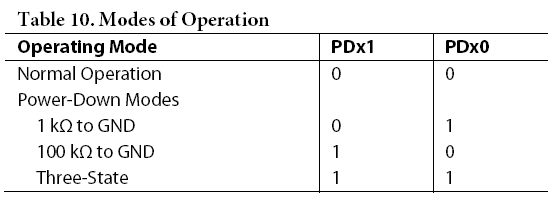 Table 10. Modes of Operation
Operating Mode PDx1 PDx0
Normal Operation 0 0
Power-Down Modes
1 kΩ to GND 0 1
100 kΩ to GND 1 0
Three-State 1 1